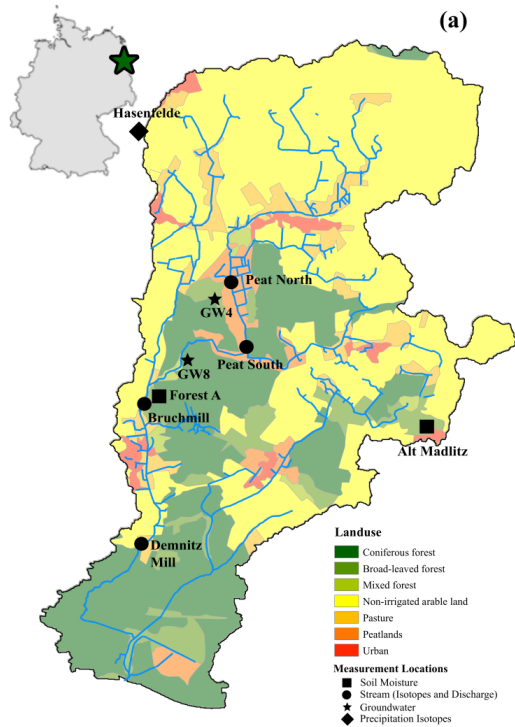 (a)
Hasenfelde
Peat North
GW4
Peat South
GW8
Forest A
Bruchmill
Alt Madlitz
Demnitz
Mill
Landuse
Coniferous forest
Broad-leaved forest
Mixed forest
Non-irrigated arable land
Pasture
Peatlands
Urban
Measurement Locations
Soil Moisture
Stream (Isotopes and Discharge)
Groundwater
Precipitation Isotopes